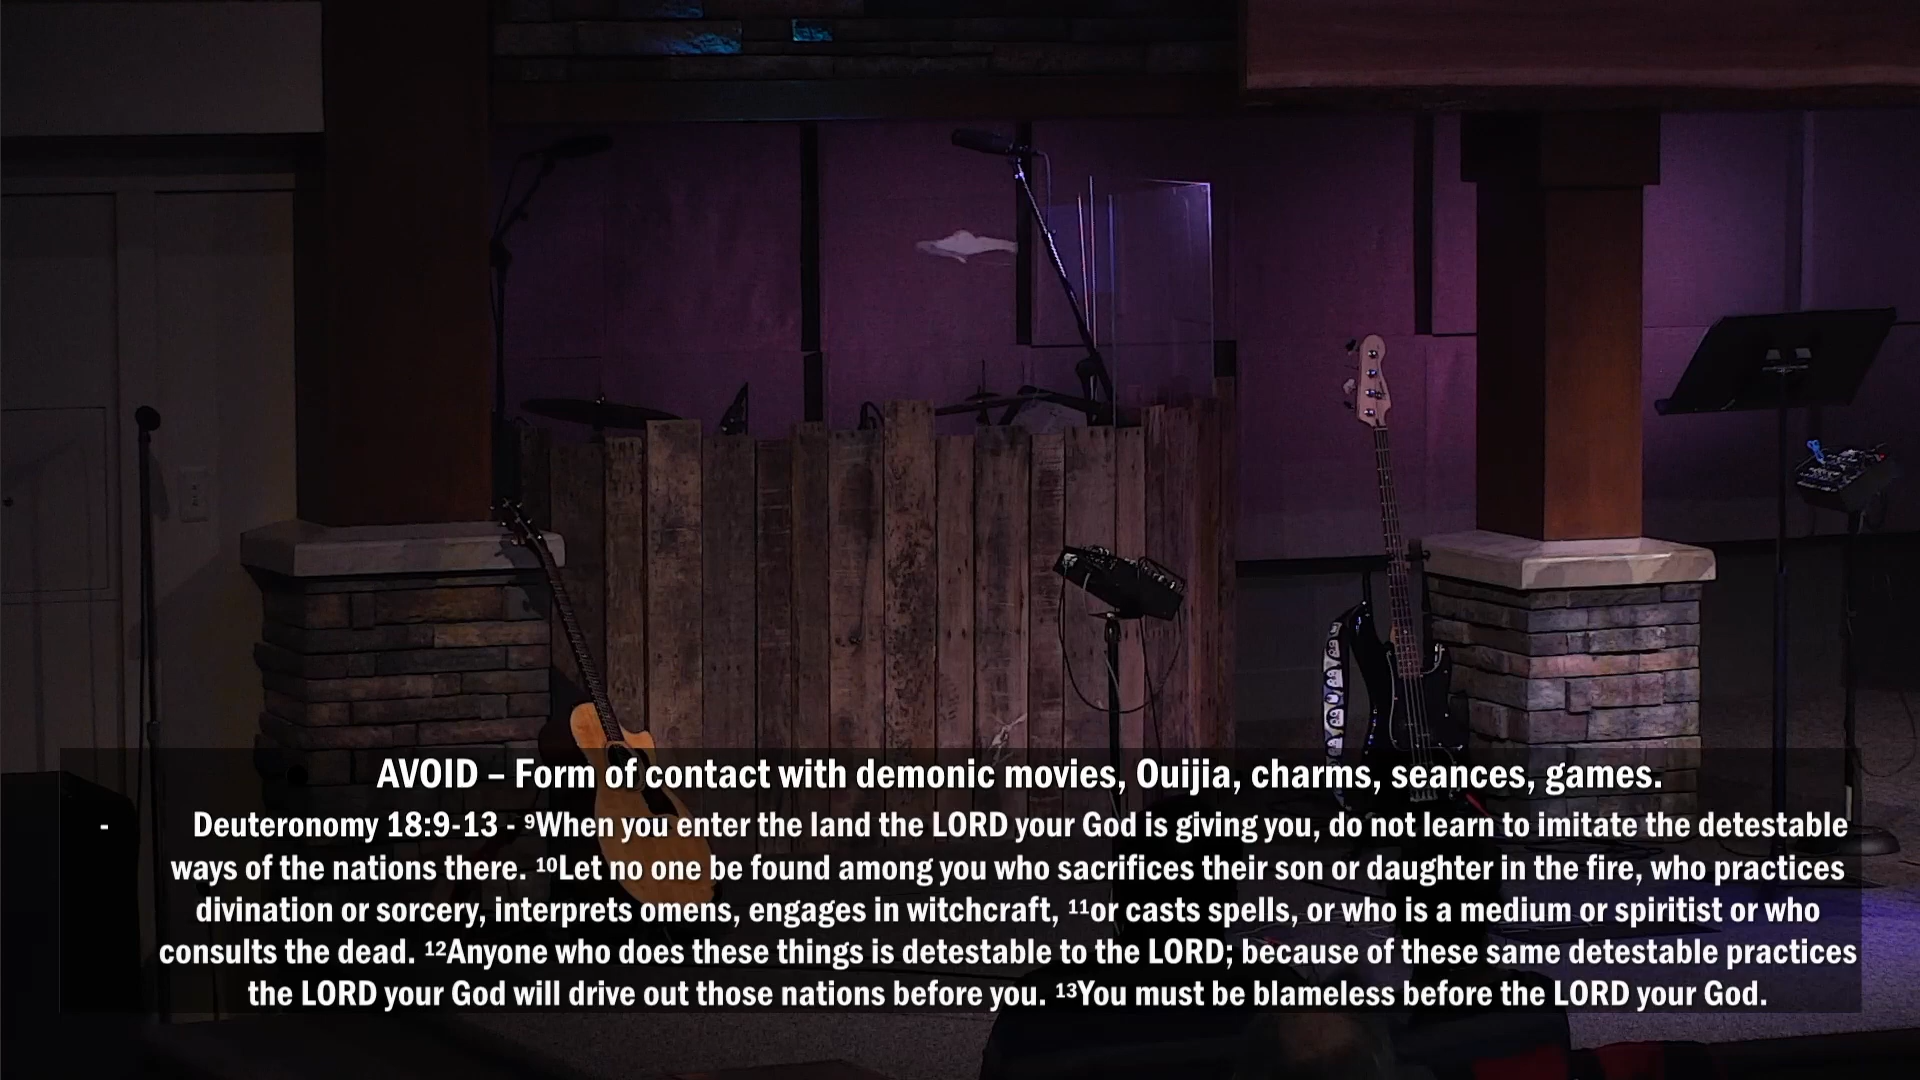 AVOID – Form of contact with demonic movies, Ouijia, charms, seances, games.
- Deuteronomy 18:9-13 - ⁹When you enter the land the LORD your God is giving you, do not learn to imitate the detestable
ways of the nations there. ¹⁰Let no one be found among you who sacrifices their son or daughter in the fire, who practices
divination or sorcery, interprets omens, engages in witchcraft, ¹¹or casts spells, or who is a medium or spiritist or who
consults the dead. ¹²Anyone who does these things is detestable to the LORD; because of these same detestable practices
the LORD your God will drive out those nations before you. ¹³You must be blameless before the LORD your God.